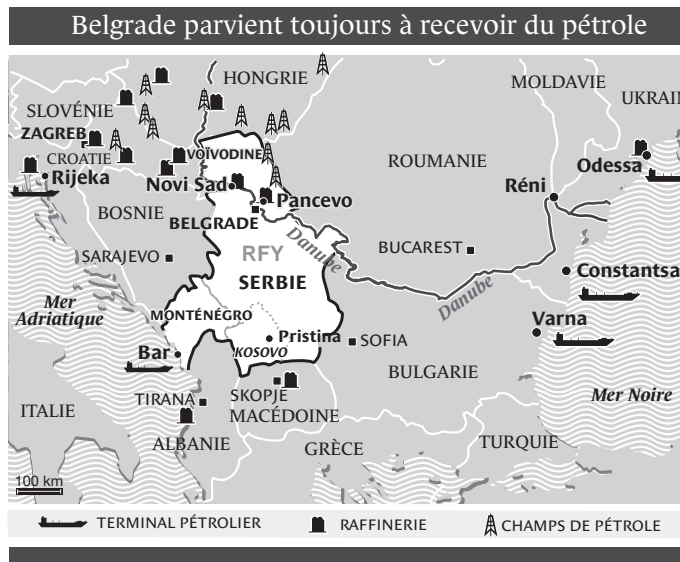 Belgrade parvient toujours à recevoir du pétrole
HONGRIE
MOLDAVIE
UKRAIN
SLOVÉNIE
ZAGREB
CROATIE
VOÏVODINE
ROUMANIE
Odessa
Rijeka
Novi Sad
Pancevo
Réni
BOSNIE
BELGRADE
Danube
BUCAREST
SARAJEVO
RFY
SERBIE
Constantsa
Danube
Mer
Adriatique
MONTÉNÉGRO
Varna
Pristina
SOFIA
Bar
KOSOVO
BULGARIE
Mer Noire
ITALIE
TIRANA
SKOPJE
MACÉDOINE
ALBANIE
GRÈCE
TURQUIE
100 km
TERMINAL PÉTROLIER
RAFFINERIE
CHAMPS DE PÉTROLE